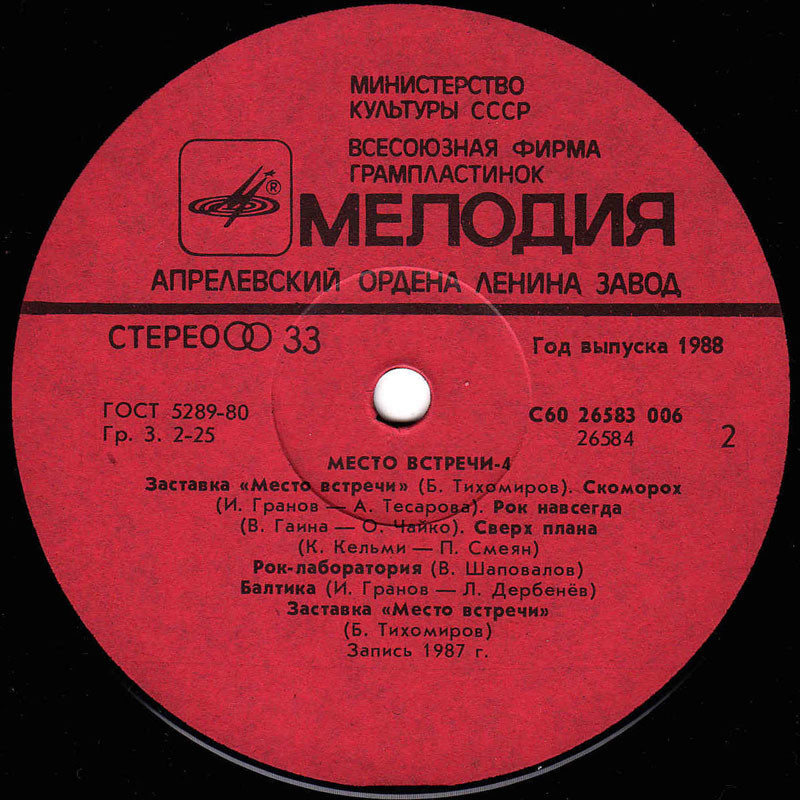 МИНИСТЕРСТВО
КУЛЬТУРЫ СССР
ВСЕСОЮЗНАЯ ФИРМА
ГРАМПЛАСТИНОК
®
МЕЛОДИЯ
АПРЕЛЕВСКИЙ ОРДЕНА ЛЕНИНА ЗАВОД
СТЕРЕО 33
Год выпуска 1988
ГОСТ 5289-80
Гр. 3. 2-25
С60 26583 006
26584
2
МЕСТО ВСТРЕЧИ-4
Заставка «Место встречи» (Б. Тихомиров). Скоморох
(И. Гранов — А. Тесарова). Рок навсегда
(В. Гаина — О. Чайко). Сверх плана
(К. Кельми — П. Смеян)
Рок-лаборатория (В. Шаповалов)
Балтика (И. Гранов — Л. Дербенёв)
Заставка «Место встречи»
(Б. Тихомиров)
Запись 1987 г.